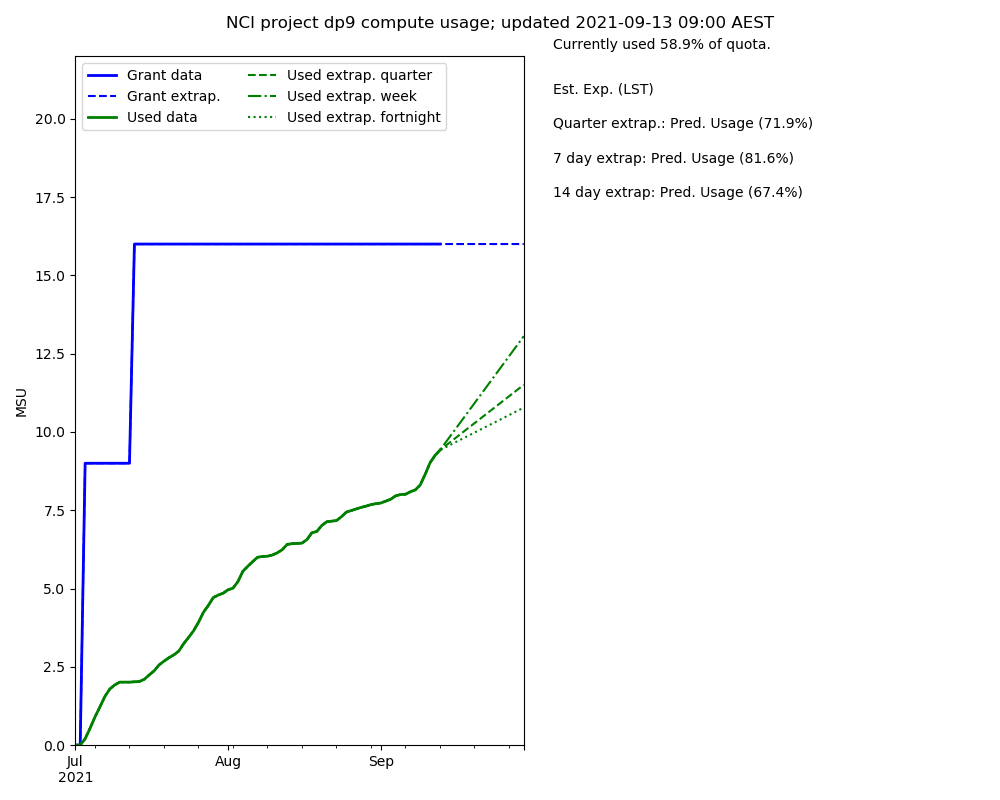 NCI project dp9 compute usage; updated 2021-09-13 09:00 AEST
Currently used 58.9% of quota.
Est. Exp. (LST)
Quarter extrap.: Pred. Usage (71.9%)
7 day extrap: Pred. Usage (81.6%)
14 day extrap: Pred. Usage (67.4%)
Grant data
Grant extrap.
Used data
Used extrap. quarter
Used extrap. week
Used extrap. fortnight
MSU
20.0
17.5
15.0
12.5
10.0
7.5
5.0
2.5
0.0
Jul
2021
Aug
Sep